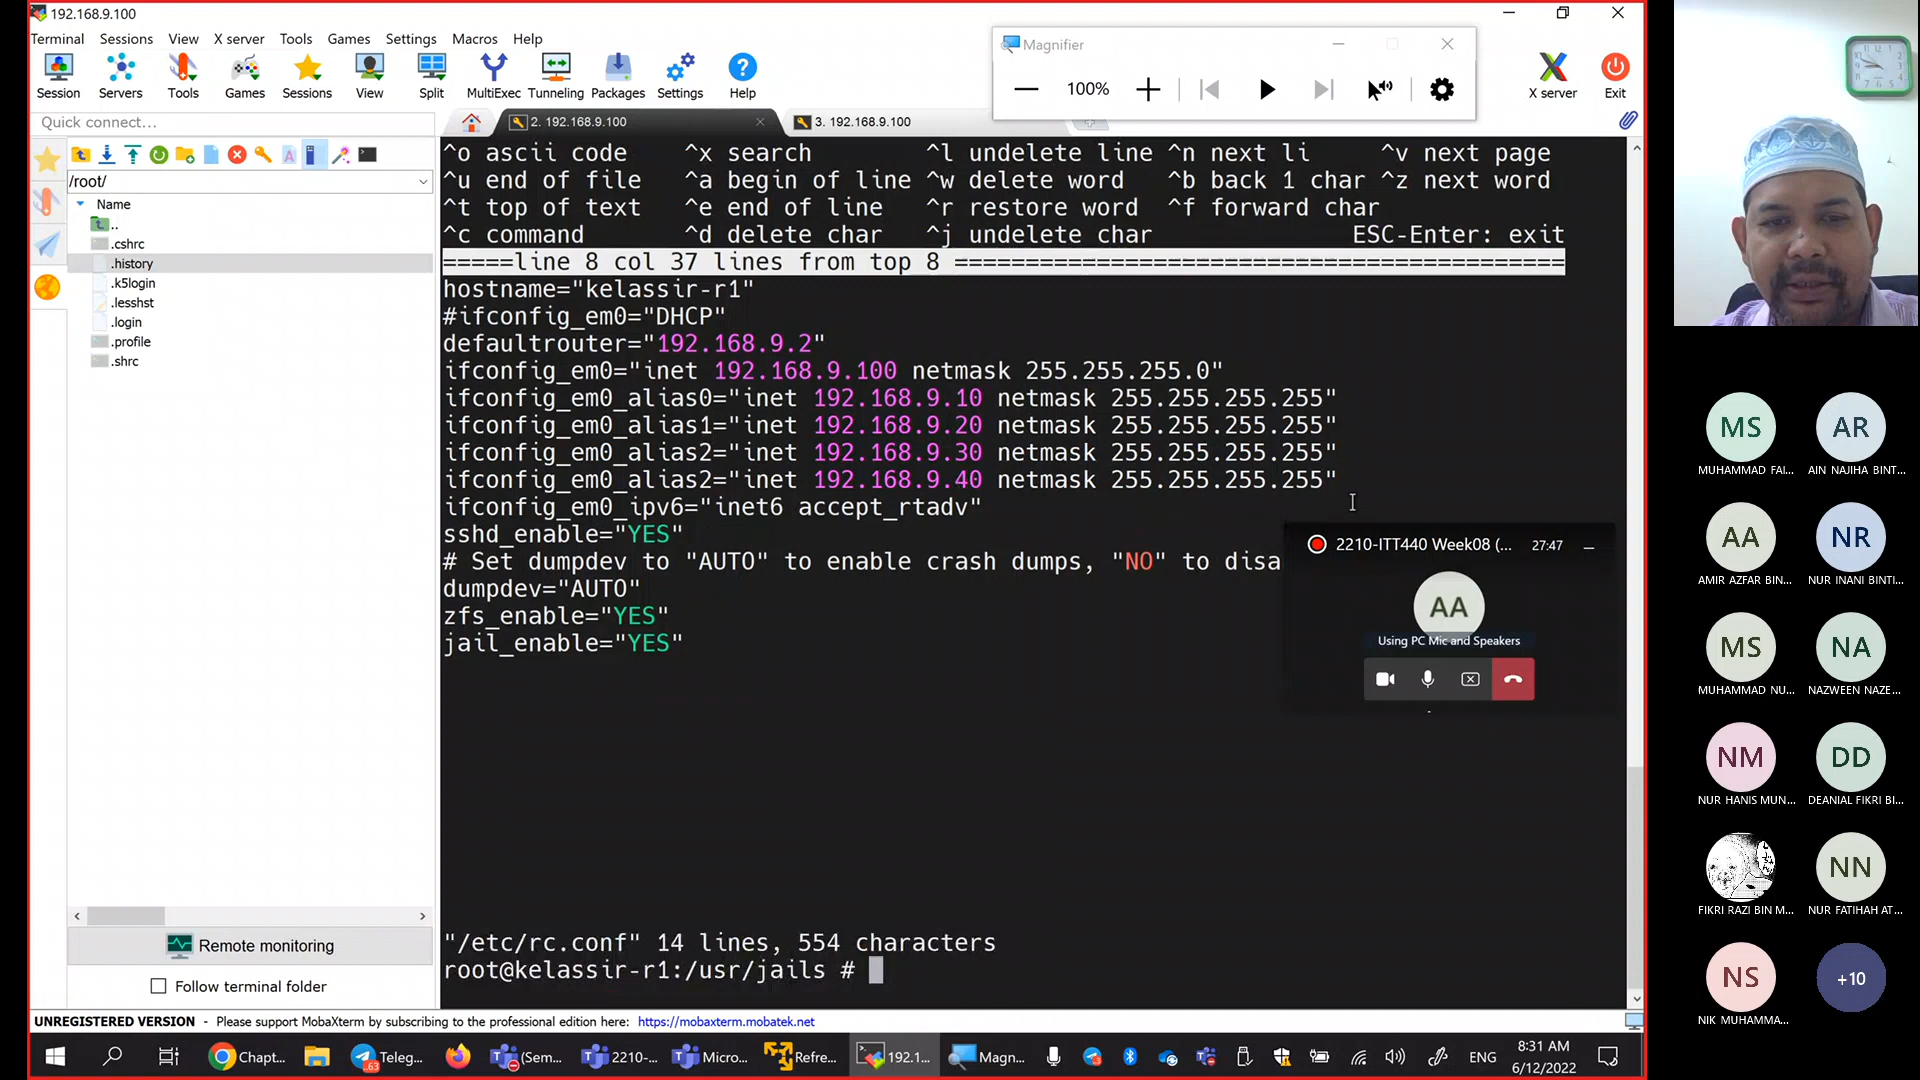 192.168.9.100
Terminal Sessions View X server Tools Games Settings Macros Help
Magnifier
100%
Session Servers Tools Games Sessions View Split MultiExec Tunneling Packages Settings Help
X server Exit
Quick connect...
2. 192.168.9.100
3. 192.168.9.100
/root/
Name
..
.cshrc
.history
.k5login
.lesshst
.login
.profile
.shrc
Remote monitoring
Follow terminal folder
^o ascii code ^x search ^l undelete line ^n next li ^v next page
^u end of file ^a begin of line ^w delete word ^b back 1 char ^z next word
^t top of text ^e end of line ^r restore word ^f forward char
^c command ^d delete char ^j undelete char ESC-Enter: exit
=====line 8 col 37 lines from top 8 ===========================================
hostname="kelassir-r1"
#ifconfig_em0="DHCP"
defaultrouter="192.168.9.2"
ifconfig_em0="inet 192.168.9.100 netmask 255.255.255.0"
ifconfig_em0_alias0="inet 192.168.9.10 netmask 255.255.255.255"
ifconfig_em0_alias1="inet 192.168.9.20 netmask 255.255.255.255"
ifconfig_em0_alias2="inet 192.168.9.30 netmask 255.255.255.255"
ifconfig_em0_alias2="inet 192.168.9.40 netmask 255.255.255.255"
ifconfig_em0_ipv6="inet6 accept_rtadv"
sshd_enable="YES"
# Set dumpdev to "AUTO" to enable crash dumps, "NO" to disa
dumpdev="AUTO"
zfs_enable="YES"
jail_enable="YES"
"/etc/rc.conf" 14 lines, 554 characters
root@kelassir-r1:/usr/jails #
2210-ITT440 Week08 (... 27:47
AA
Using PC Mic and Speakers
UNREGISTERED VERSION - Please support MobaXterm by subscribing to the professional edition here: https://mobaxterm.mobatek.net
Chapt... Teleg... 63 (Sem... 2210-... Micro... Refre... 192.1... Magn... ENG
8:31 AM
6/12/2022
MS AR
MUHAMMAD FAI... AIN NAJIHA BINT...
AA NR
AMIR AZFAR BIN... NUR INANI BINTI...
MS NA
MUHAMMAD NU... NAZWEEN NAZE...
NM DD
NUR HANIS MUN... DEANIAL FIKRI BI...
NN
FIKRI RAZI BIN M... NUR FATIHAH AT...
NS +10
NIK MUHAMMA...